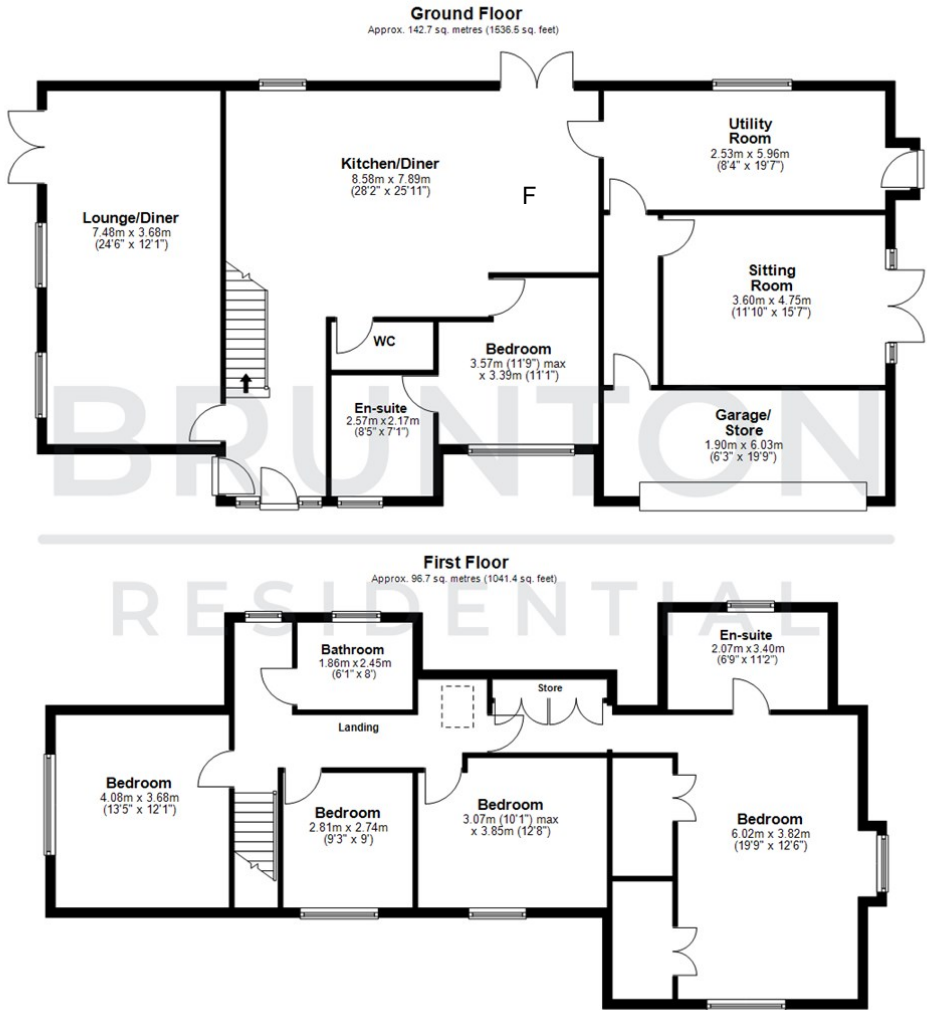 Ground Floor
Approx. 142.7 sq. metres (1536.5 sq. feet)
Utility
Room
2.53m x 5.96m
(8'4" x 19'7")
Kitchen/Diner
8.58m x 7.89m
(28'2" x 25'11")
F
Lounge/Diner
7.48m x 3.68m
(24'6" x 12'1")
Sitting
Room
3.60m x 4.75m
(11'10" x 15'7")
WC
Bedroom
3.57m (11'9") max
x 3.39m (11'1")
En-suite
2.57m x 2.17m
(8'5" x 7'1")
Garage/
Store
1.90m x 6.03m
(6'3" x 19'9")
BRUNTON
First Floor
Approx. 96.7 sq. metres (1041.4 sq. feet)
RESIDENTIAL
En-suite
2.07m x 3.40m
(6'9" x 11'2")
Bathroom
1.86m x 2.45m
(6'1" x 8')
Store
Landing
Bedroom
4.08m x 3.68m
(13'5" x 12'1")
Bedroom
2.81m x 2.74m
(9'3" x 9')
Bedroom
3.07m (10'1") max
x 3.85m (12'8")
Bedroom
6.02m x 3.82m
(19'9" x 12'6")